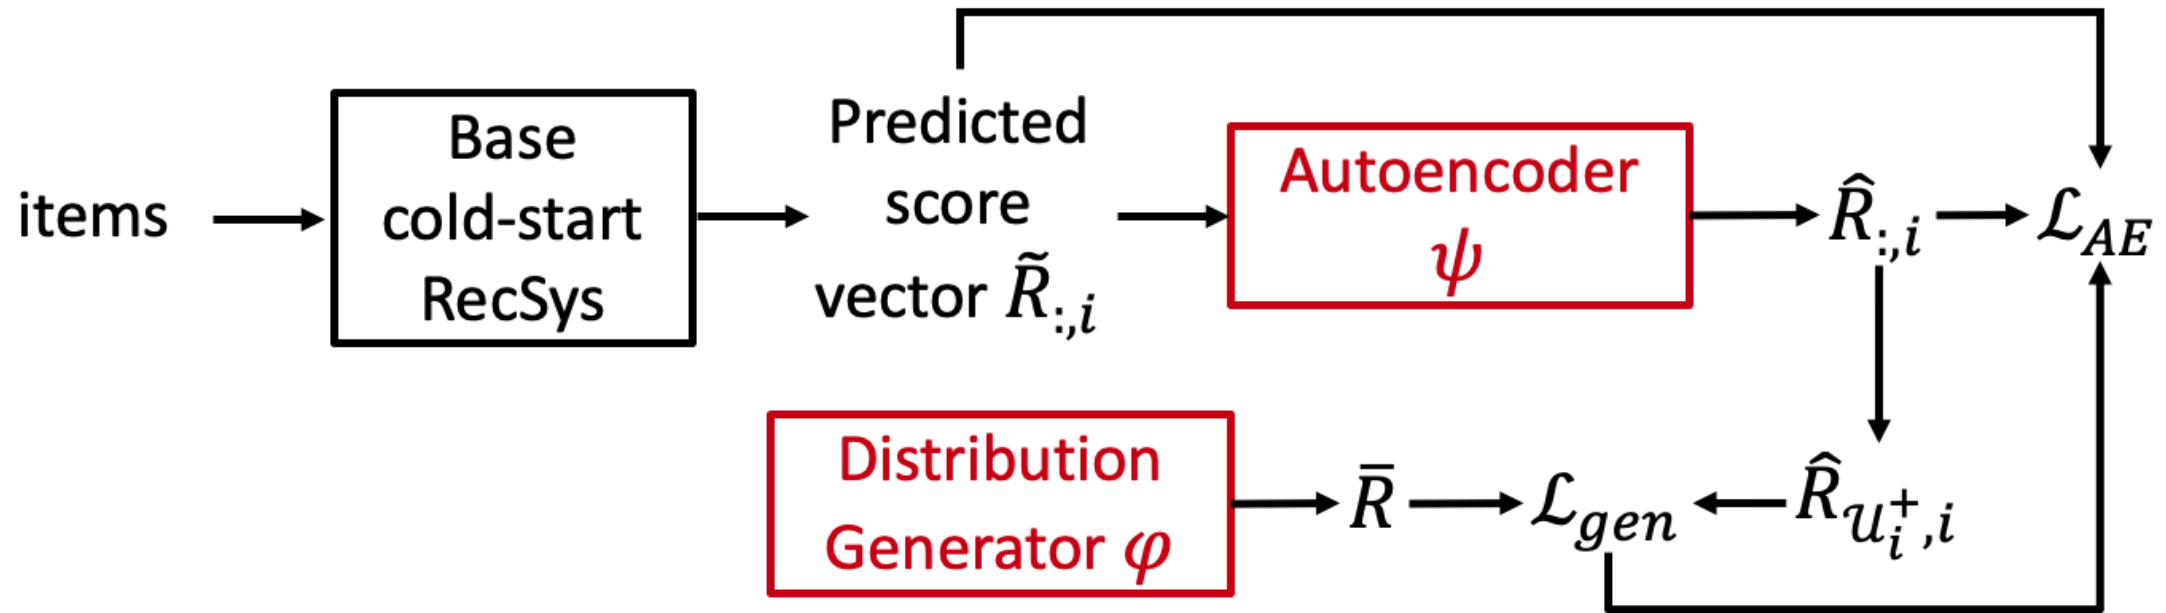 items
Base
cold-start
RecSys
Predicted
score
vector R̃:,i
Autoencoder
ψ
R̂:,i
ℒAE
Distribution
Generator φ
R̄
ℒgen
R̂𝒰i+,i